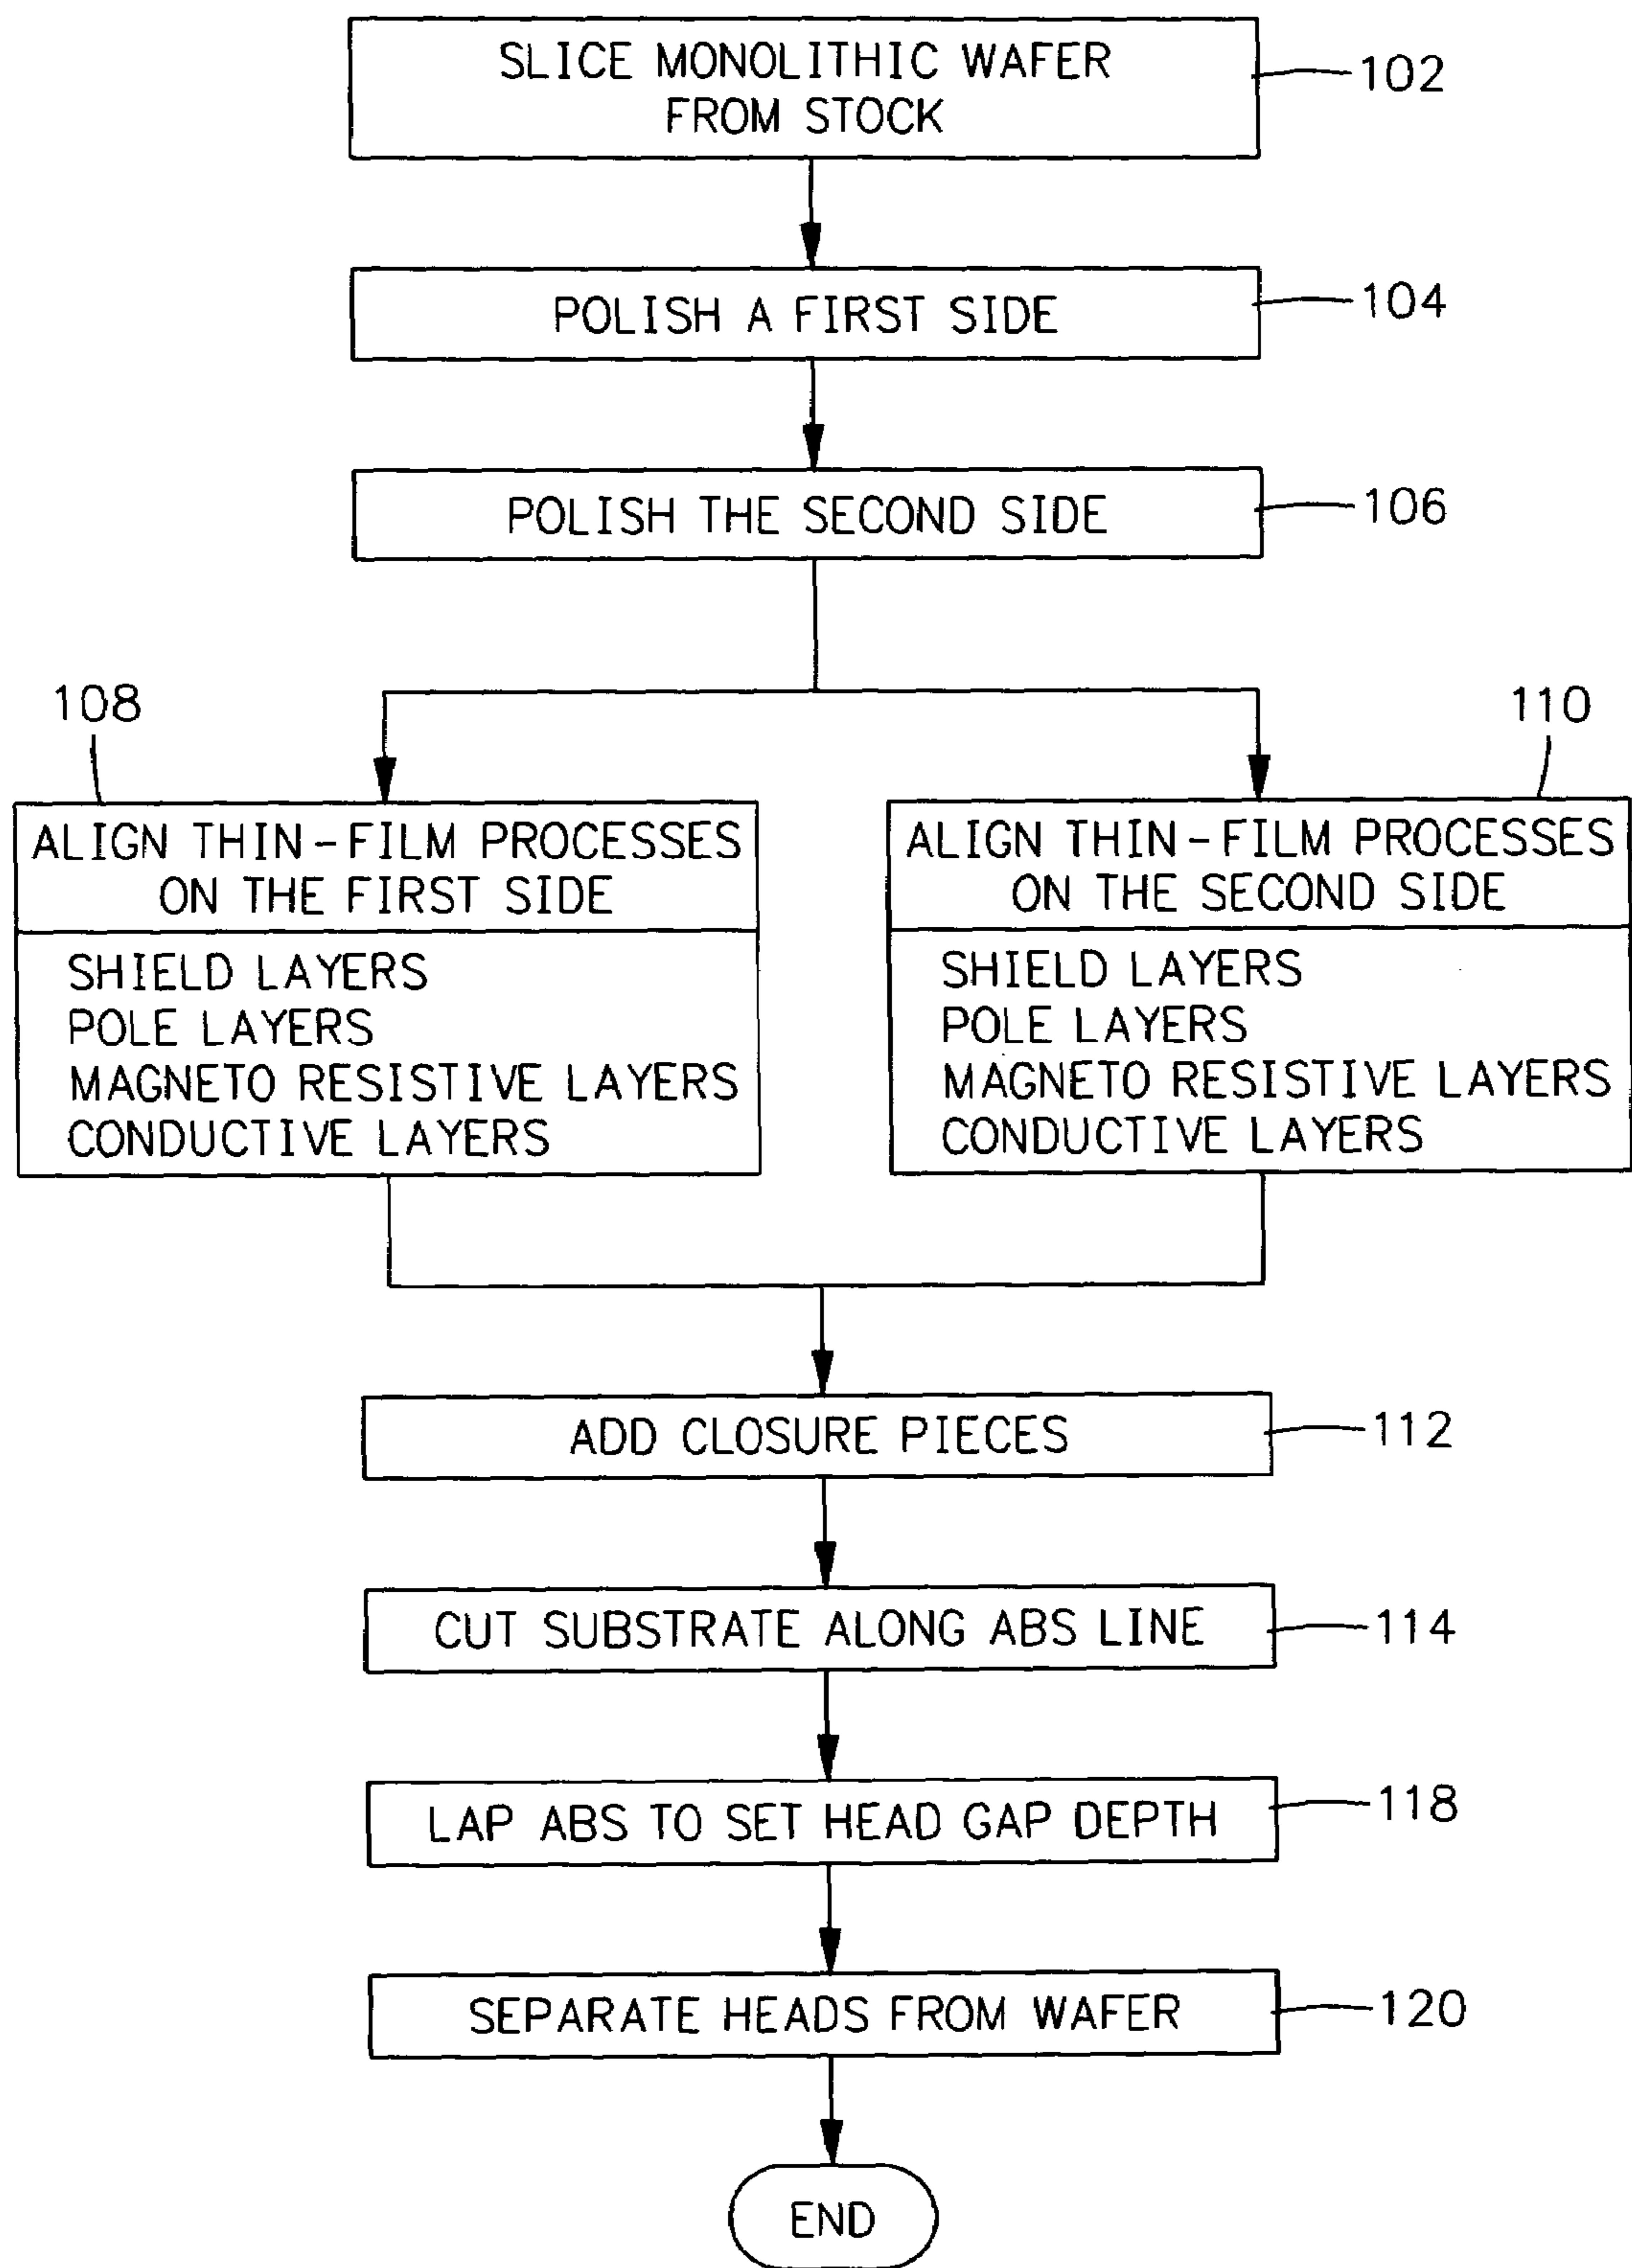 SLICE MONOLITHIC WAFER
FROM STOCK
102
POLISH A FIRST SIDE
104
POLISH THE SECOND SIDE
106
108
ALIGN THIN-FILM PROCESSES
ON THE FIRST SIDE
SHIELD LAYERS
POLE LAYERS
MAGNETO RESISTIVE LAYERS
CONDUCTIVE LAYERS
110
ALIGN THIN-FILM PROCESSES
ON THE SECOND SIDE
SHIELD LAYERS
POLE LAYERS
MAGNETO RESISTIVE LAYERS
CONDUCTIVE LAYERS
ADD CLOSURE PIECES
112
CUT SUBSTRATE ALONG ABS LINE
114
LAP ABS TO SET HEAD GAP DEPTH
118
SEPARATE HEADS FROM WAFER
120
END